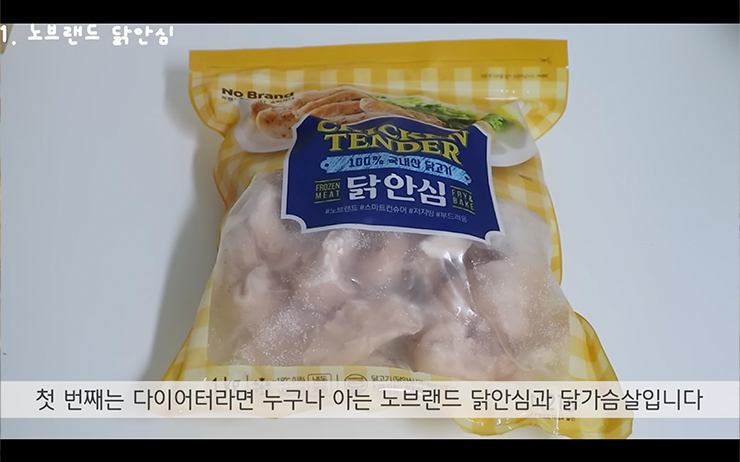 1. 노브랜드 닭안심
No Brand
CHICKEN
TENDER
100% 국내산 닭고기
FROZEN
MEAT
닭안심
FRY&
BAKE
#노브랜드 #스마트컨슈머 #저지방 #부드러움
첫 번째는 다이어터라면 누구나 아는 노브랜드 닭안심과 닭가슴살입니다